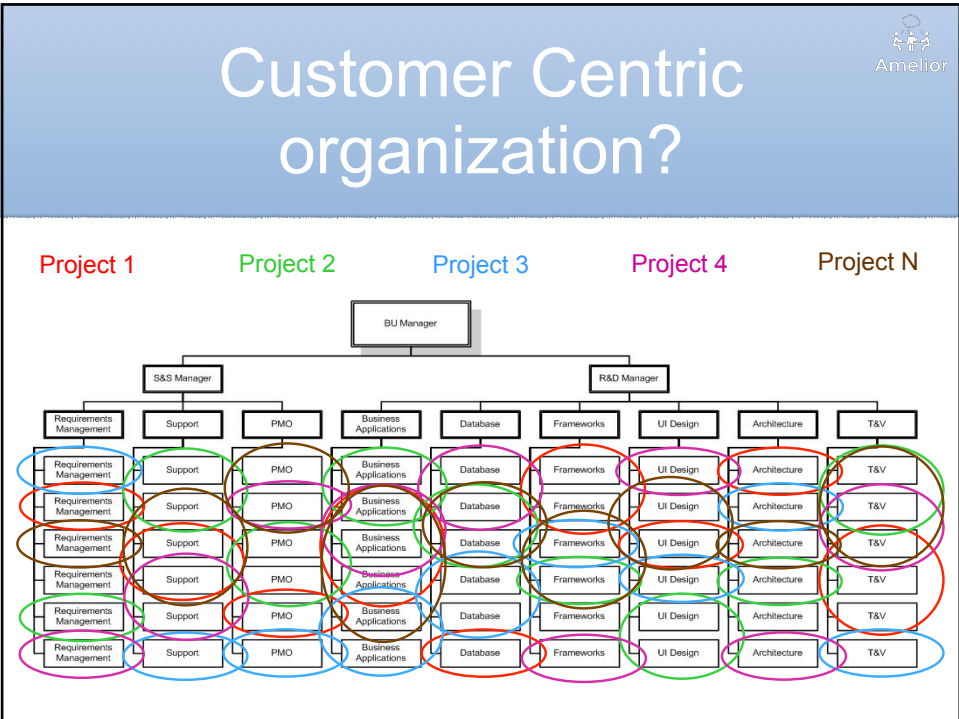 Customer Centric
organization?
Amelior
Project 1 Project 2 Project 3 Project 4 Project N
BU Manager
S&S Manager R&D Manager
Requirements Management Support PMO Business Applications Database Frameworks UI Design Architecture T&V
Requirements Management Support PMO Business Applications Database Frameworks UI Design Architecture T&V
Requirements Management Support PMO Business Applications Database Frameworks UI Design Architecture T&V
Requirements Management Support PMO Business Applications Database Frameworks UI Design Architecture T&V
Requirements Management Support PMO Business Applications Database Frameworks UI Design Architecture T&V
Requirements Management Support PMO Business Applications Database Frameworks UI Design Architecture T&V
Requirements Management Support PMO Business Applications Database Frameworks UI Design Architecture T&V